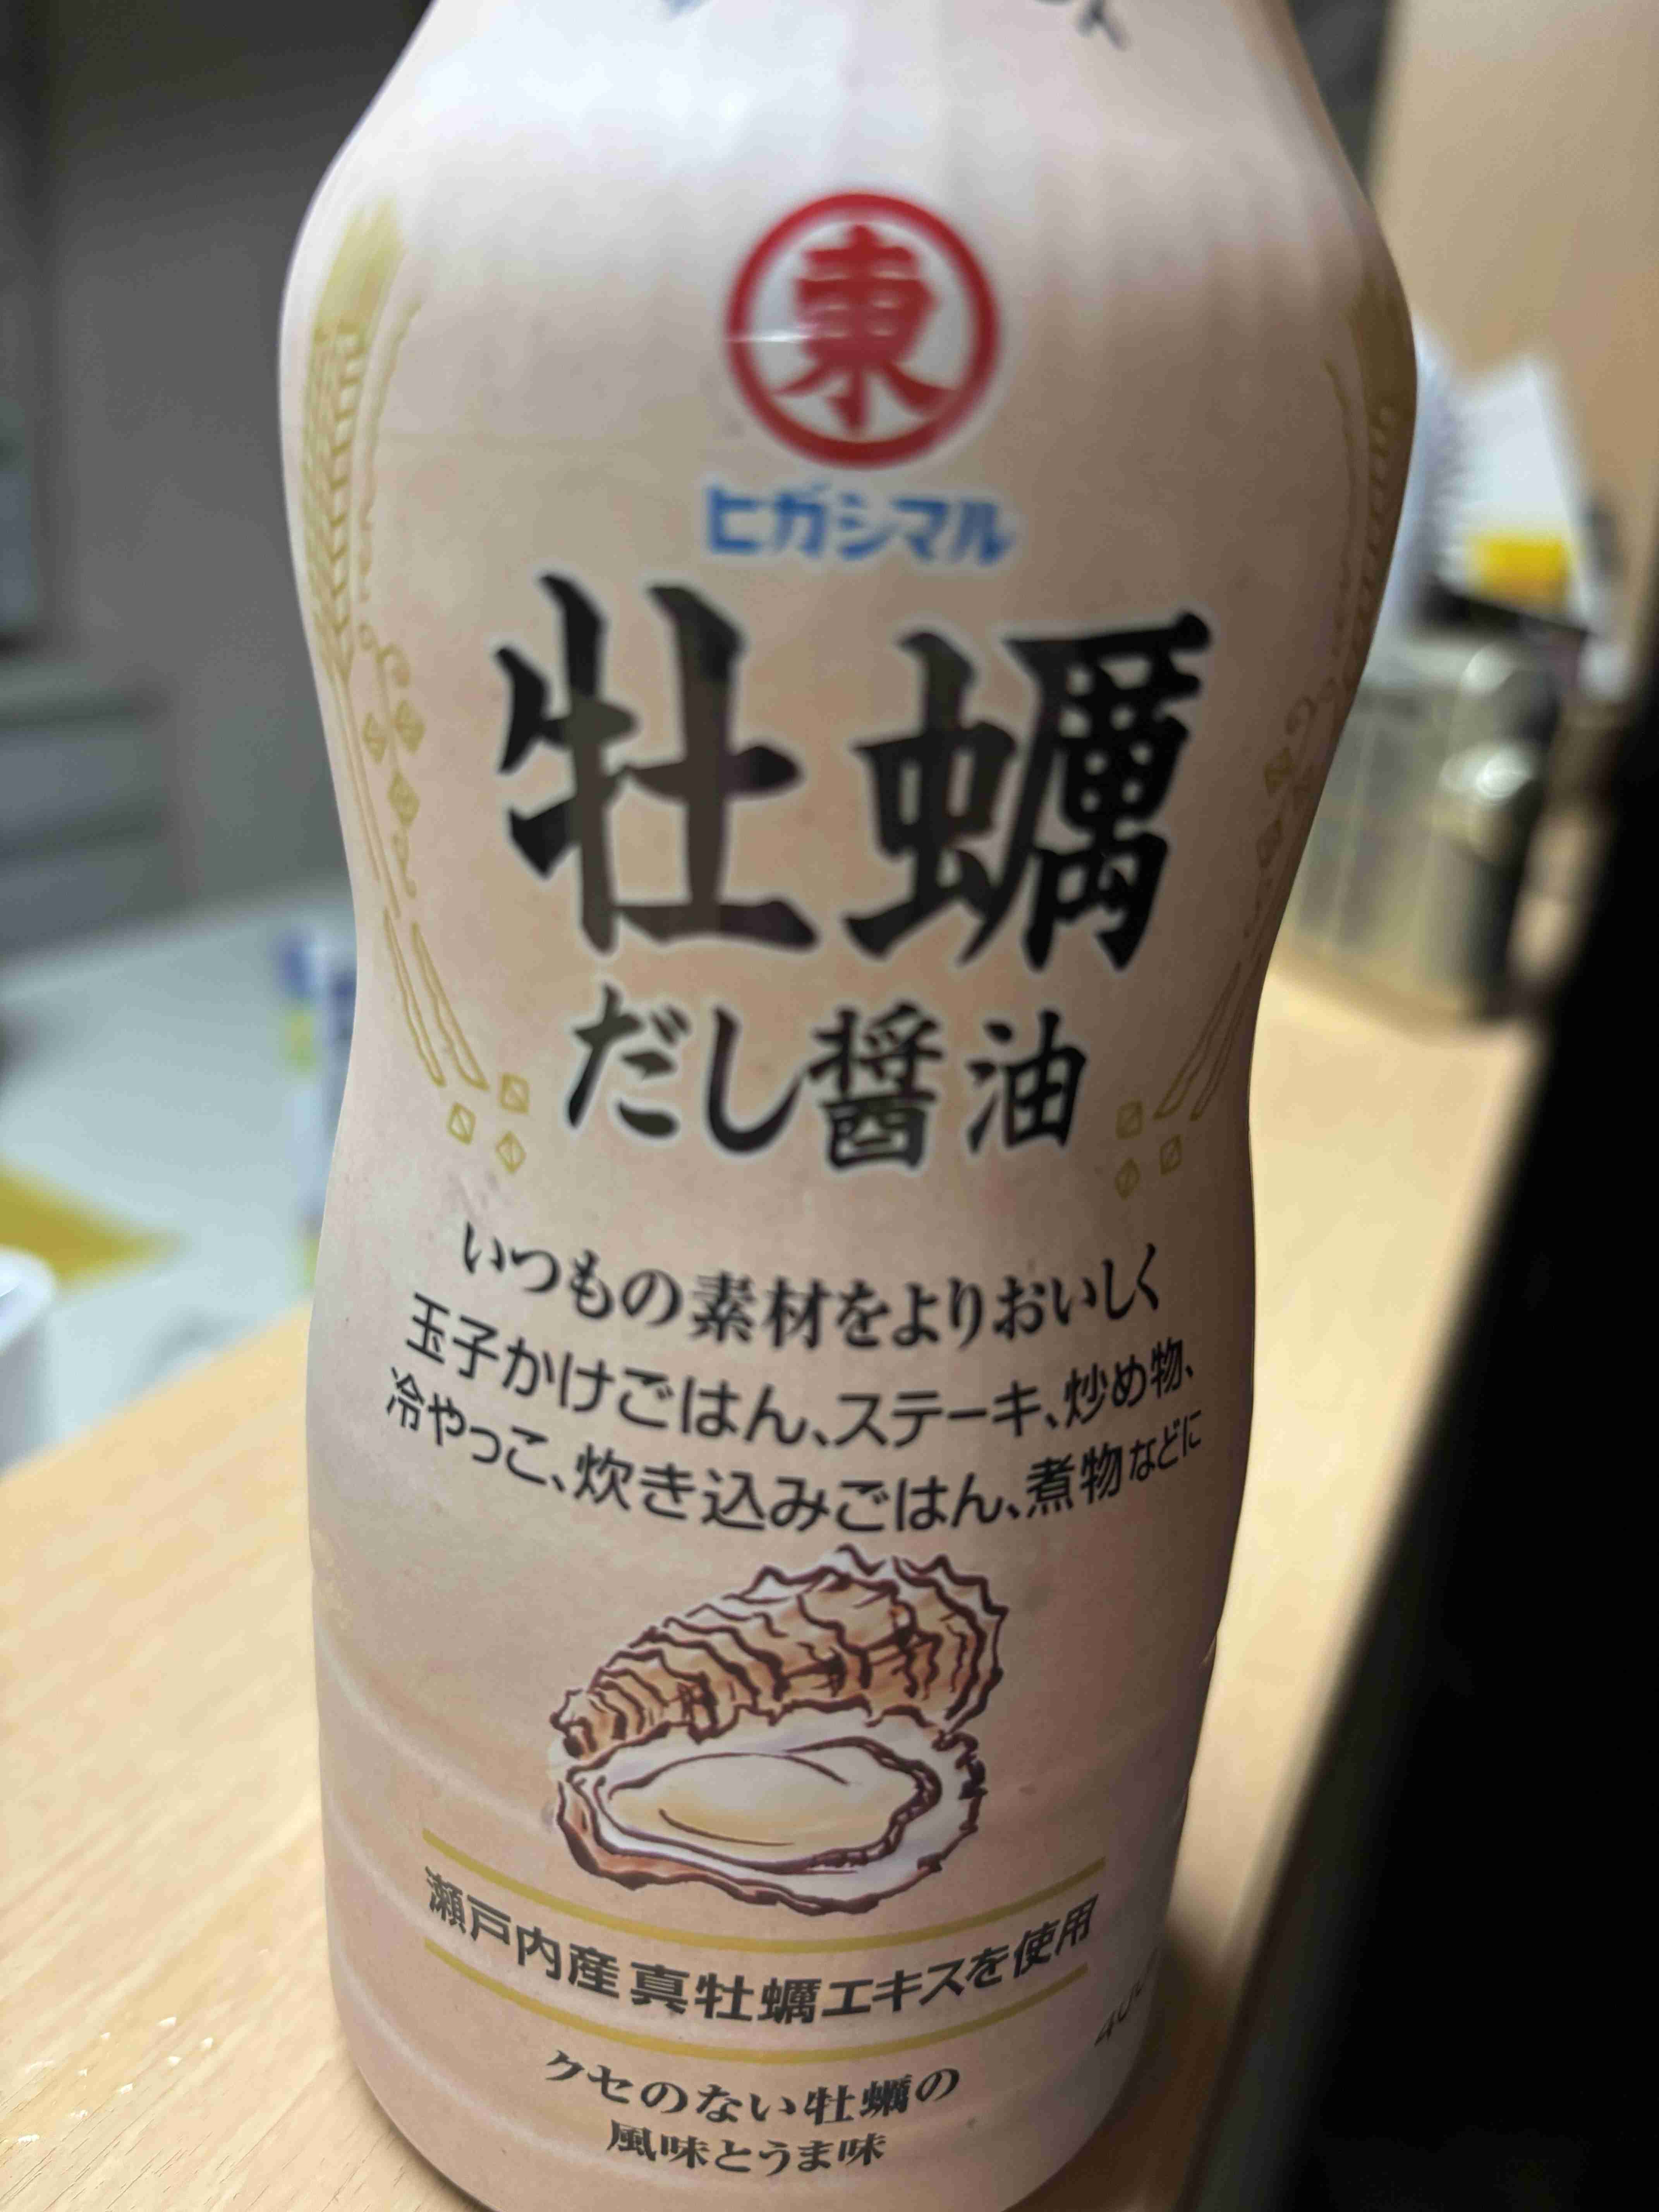 東
ヒガシマル
牡蠣
だし醤油
いつもの素材をよりおいしく
玉子かけごはん、ステーキ、炒め物、
冷やっこ、炊き込みごはん、煮物などに
瀬戸内産真牡蠣エキスを使用
クセのない牡蠣の
風味とうま味